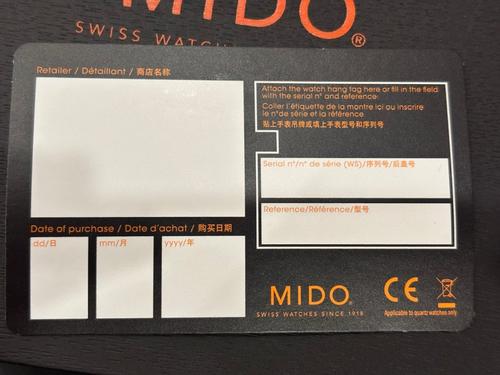 MIDO
SWISS WATCH
®
Retailer / Détaillant / 商店名称
Attach the watch hang tag here or fill in the field
with the serial n° and reference:
Coller l'étiquette de la montre ici ou inscrire
le n°de série et la référence.
贴上手表吊牌或填上手表型号和序列号
Serial n°/n° de série (WS)/序列号/后盖号
Reference/Référence/型号
Date of purchase / Date d'achat / 购买日期
dd/日
mm/月
yyyy/年
MIDO®
SWISS WATCHES SINCE 1918
CE
Applicable to quartz watches only